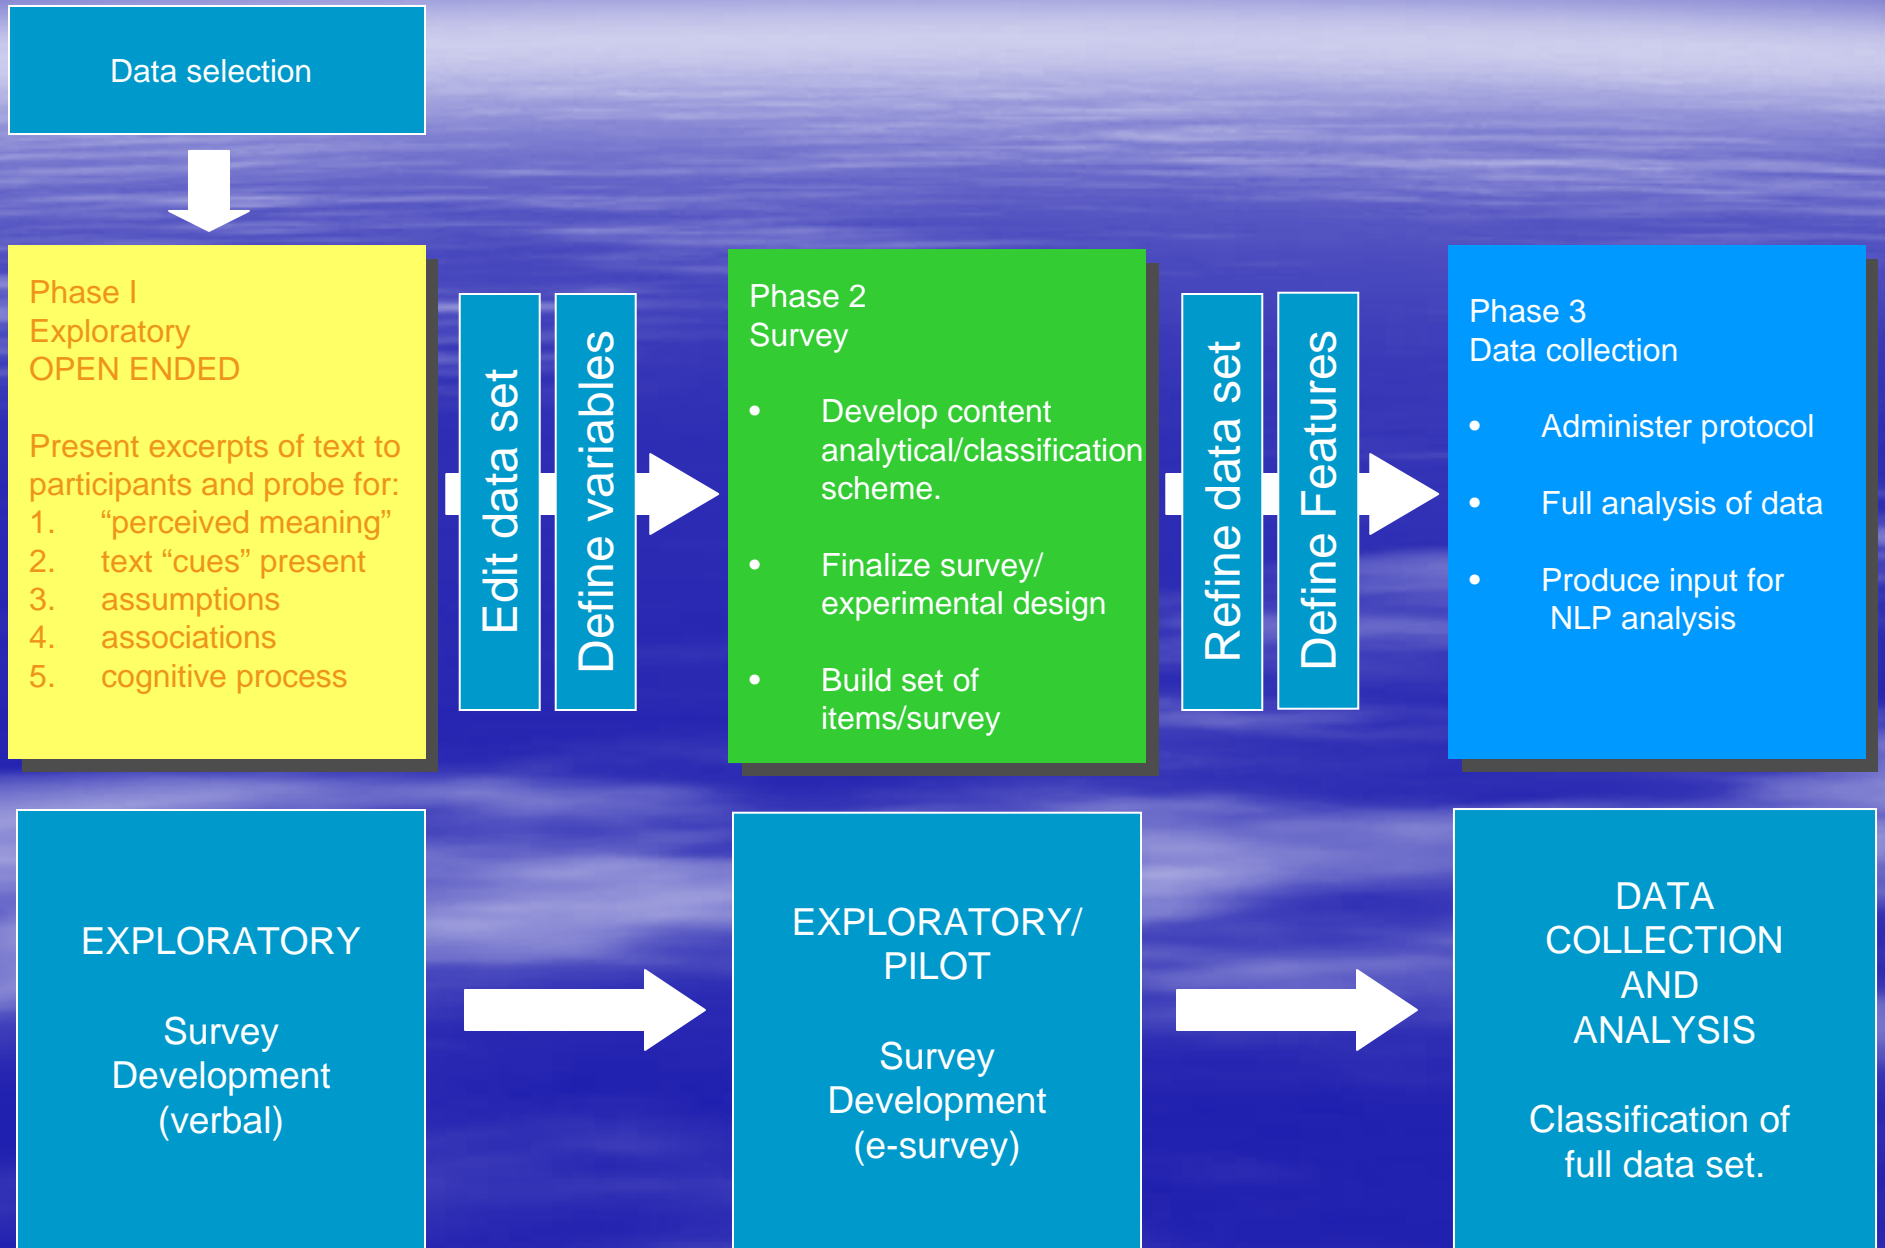 Data selection
Phase I
Exploratory
OPEN ENDED
Present excerpts of text to
participants and probe for:
1. “perceived meaning”
2. text “cues” present
3. assumptions
4. associations
5. cognitive process
Edit data set
Define variables
Phase 2
Survey
• Develop content
analytical/classification
scheme.
• Finalize survey/
experimental design
• Build set of
items/survey
Refine data set
Define Features
Phase 3
Data collection
• Administer protocol
• Full analysis of data
• Produce input for
NLP analysis
EXPLORATORY
Survey
Development
(verbal)
EXPLORATORY/
PILOT
Survey
Development
(e-survey)
DATA
COLLECTION
AND
ANALYSIS
Classification of
full data set.